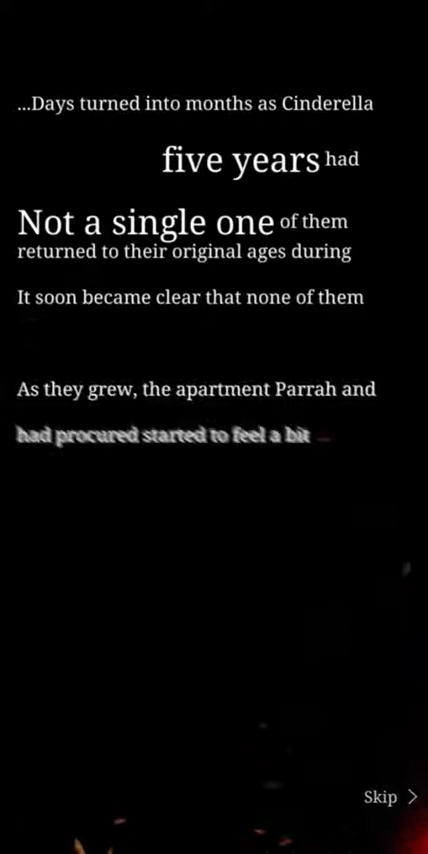 ...Days turned into months as Cinderella
five years had
Not a single one of them
returned to their original ages during
It soon became clear that none of them
As they grew, the apartment Parrah and
had procured started to feel a bit
Skip >